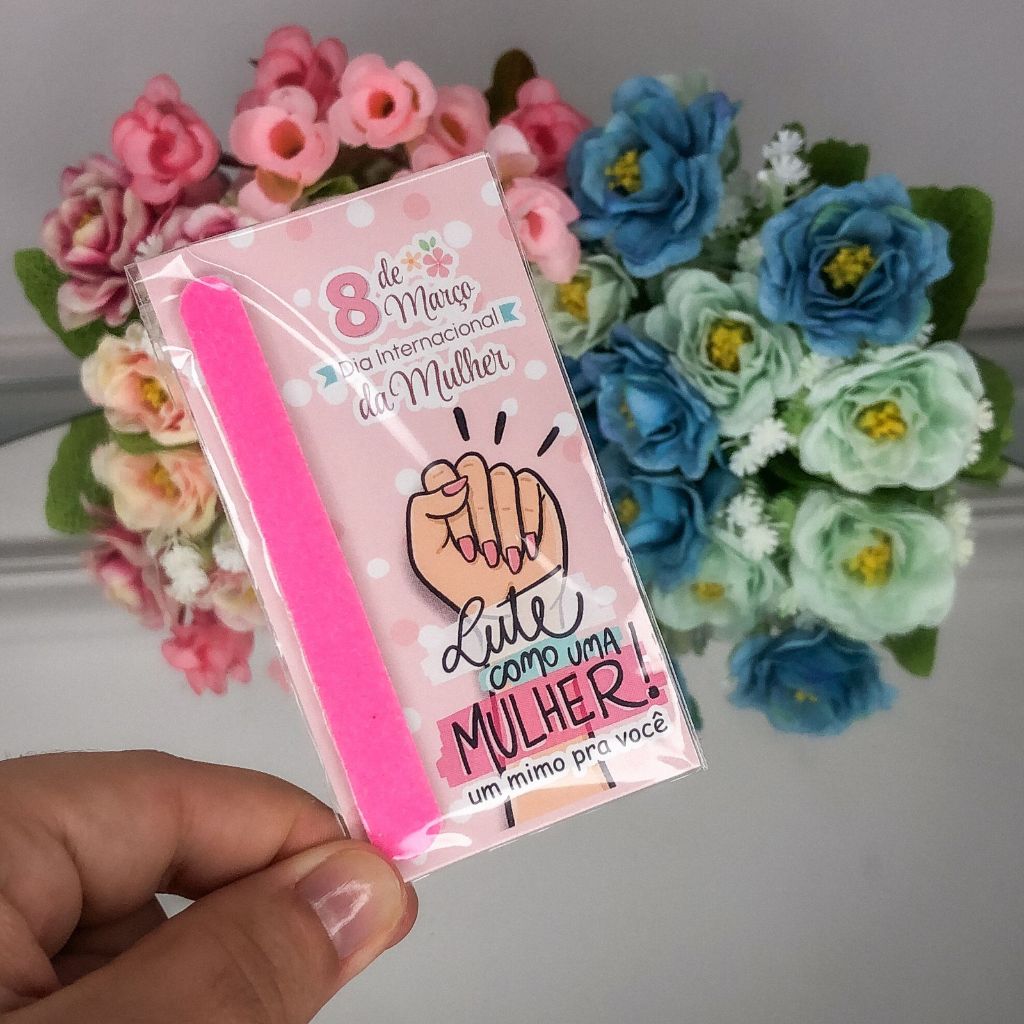 8 de
Março
Dia Internacional
da Mulher
Lute
COMO UMA
MULHER!
um mimo pra você